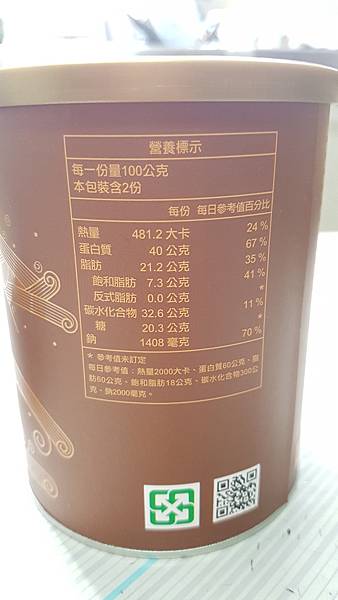 營養標示
每一份量100公克
本包裝含2份
每份 每日參考值百分比
熱量 481.2 大卡 24 %
蛋白質 40 公克 67 %
脂肪 21.2 公克 35 %
飽和脂肪 7.3 公克 41 %
反式脂肪 0.0 公克 *
碳水化合物 32.6 公克 11 %
糖 20.3 公克 *
鈉 1408 毫克 70 %
* 參考值未訂定
每日參考值：熱量2000大卡、蛋白質60公克、脂
肪60公克、飽和脂肪18公克、碳水化合物300公
克、鈉2000毫克。